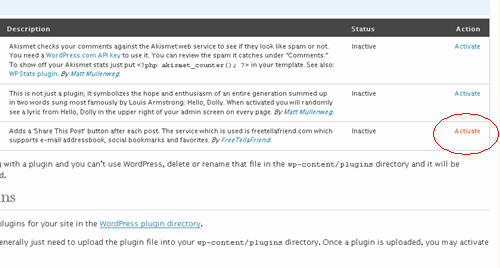 Description Status Action
Akismet checks your comments against the Akismet web service to see if they look like spam or not. Inactive Activate
You need a WordPress.com API key to use it. You can review the spam it catches under "Comments."
To show off your Akismet stats just put <?php akismet_counter(); ?> in your template. See also:
WP Stats plugin. By Matt Mullenweg.
This is not just a plugin, it symbolizes the hope and enthusiasm of an entire generation summed up Inactive Activate
in two words sung most famously by Louis Armstrong: Hello, Dolly. When activated you will randomly
see a lyric from Hello, Dolly in the upper right of your admin screen on every page. By Matt Mullenweg.
Adds a 'Share This Post' button after each post. The service which is used is freetellafriend.com which Inactive Activate
supports e-mail addressbook, social bookmarks and favorites. By FreeTellaFriend.
g with a plugin and you can't use WordPress, delete or rename that file in the wp-content/plugins directory and it will be
d.
ins
plugins for your site in the WordPress plugin directory.
enerally just need to upload the plugin file into your wp-content/plugins directory. Once a plugin is uploaded, you may activate